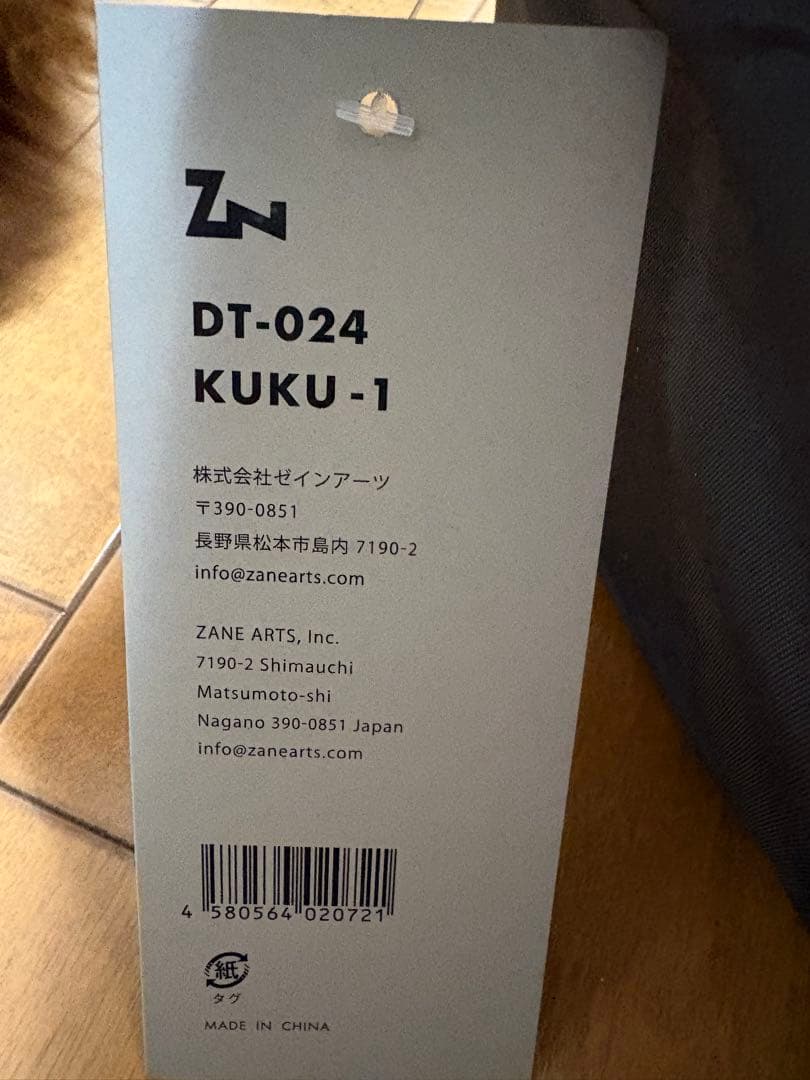 ZN
DT-024
KUKU -1
株式会社ゼインアーツ
〒390-0851
長野県松本市島内 7190-2
info@zanearts.com
ZANE ARTS, Inc.
7190-2 Shimauchi
Matsumoto-shi
Nagano 390-0851 Japan
info@zanearts.com
4 580564 020721
紙
タグ
MADE IN CHINA